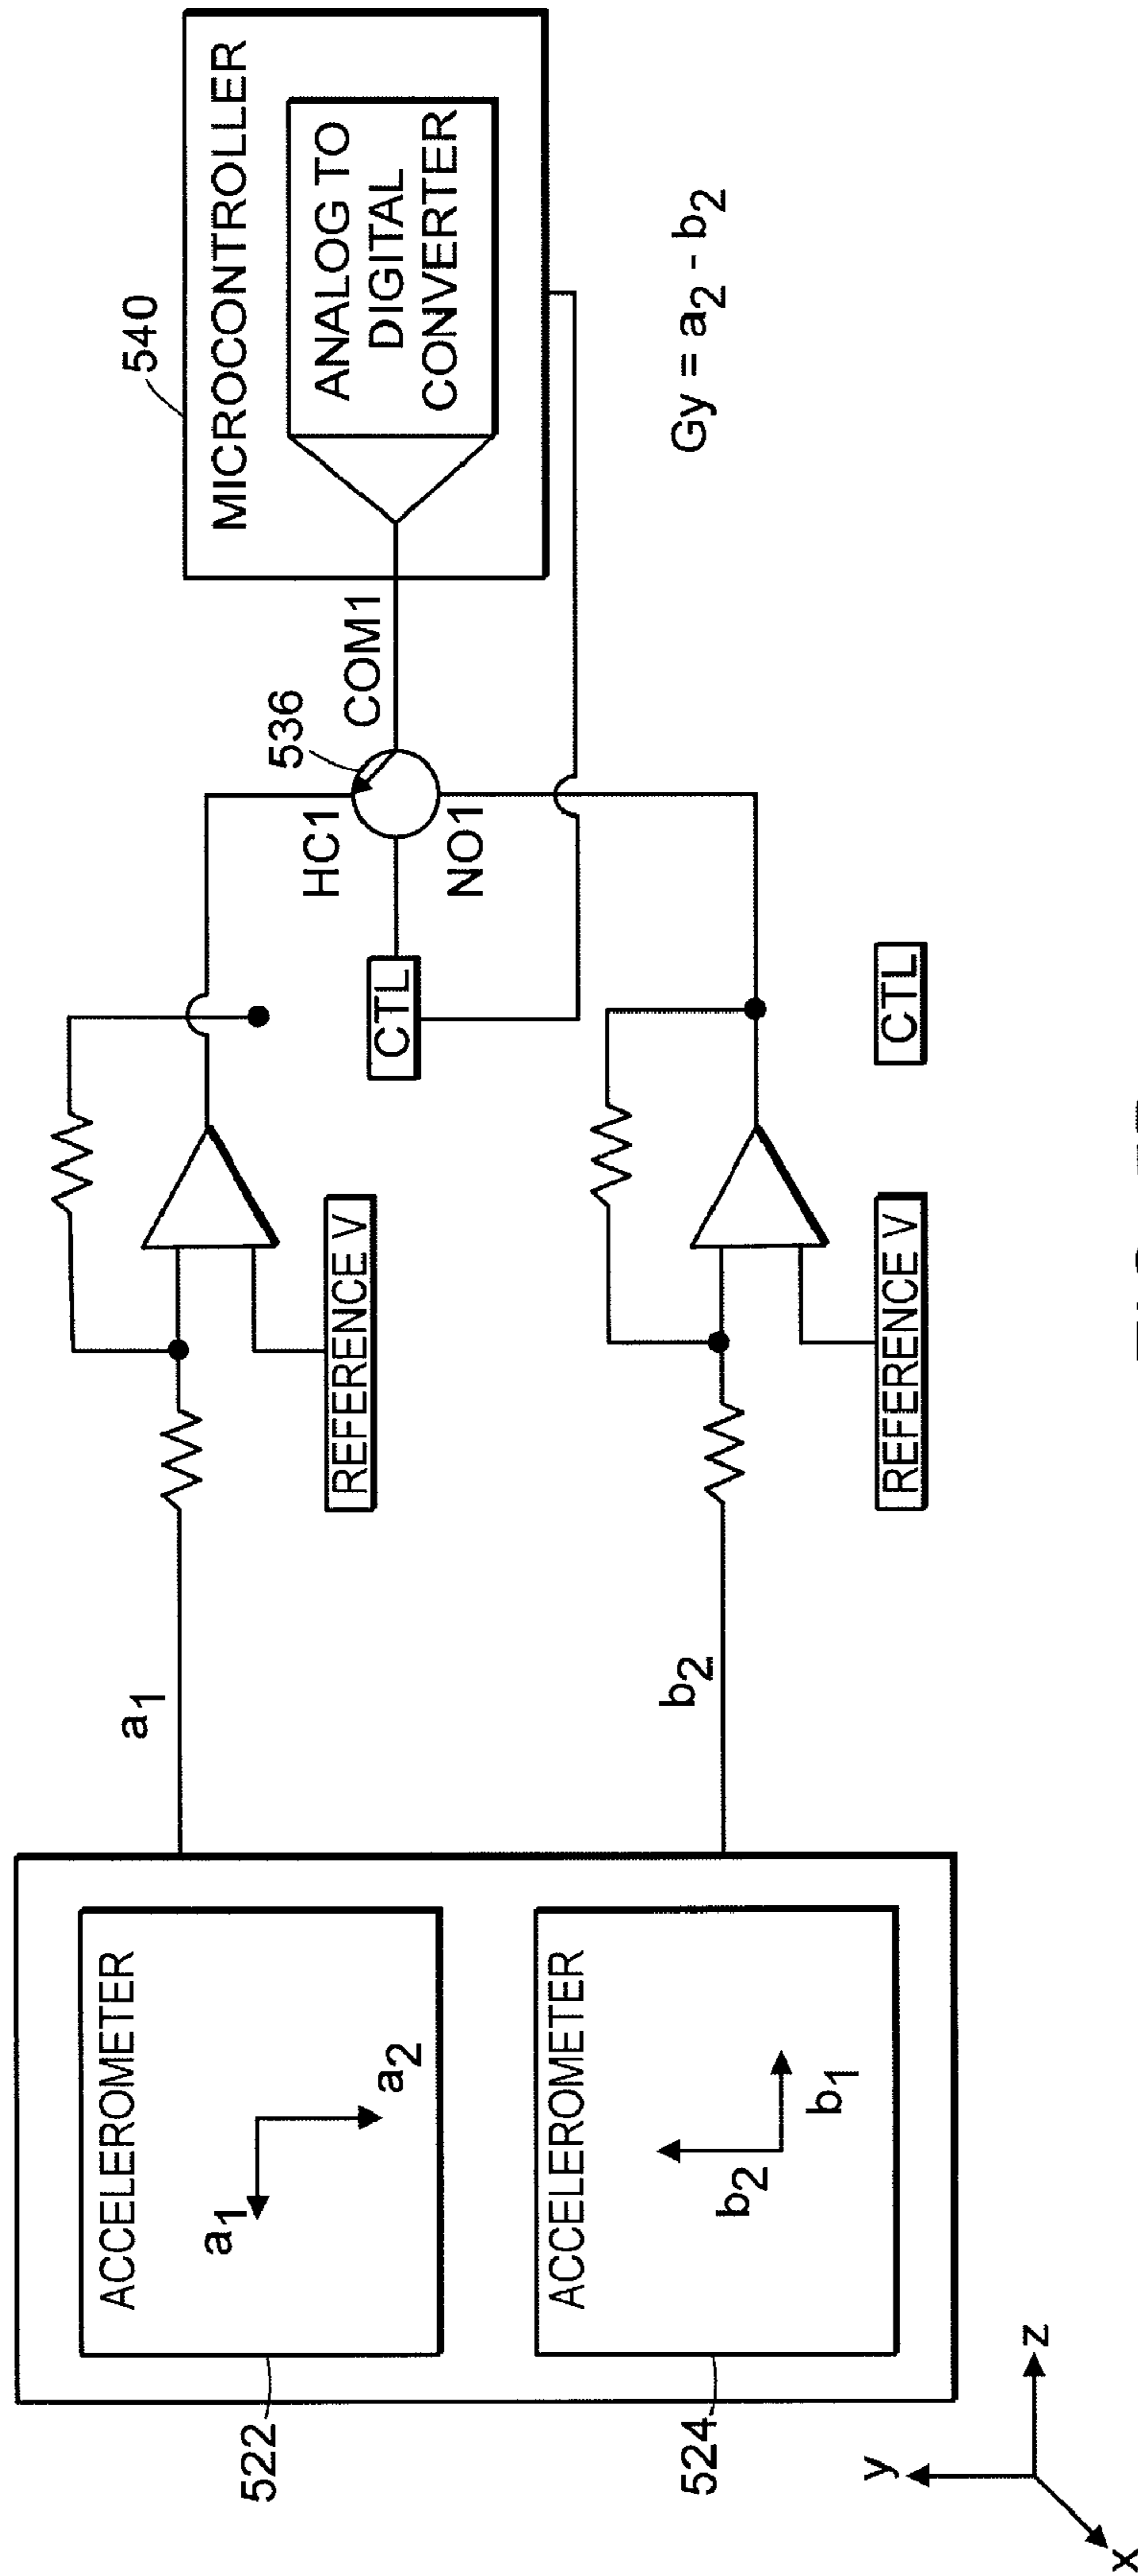 540
MICROCONTROLLER
ANALOG TO
DIGITAL
CONVERTER
536
COM1
HC1
NO1
CTL
REFERENCE V
a1
ACCELEROMETER
a1
a2
522
Gy = a2 - b2
CTL
REFERENCE V
b2
ACCELEROMETER
b2
b1
524
y
z
x